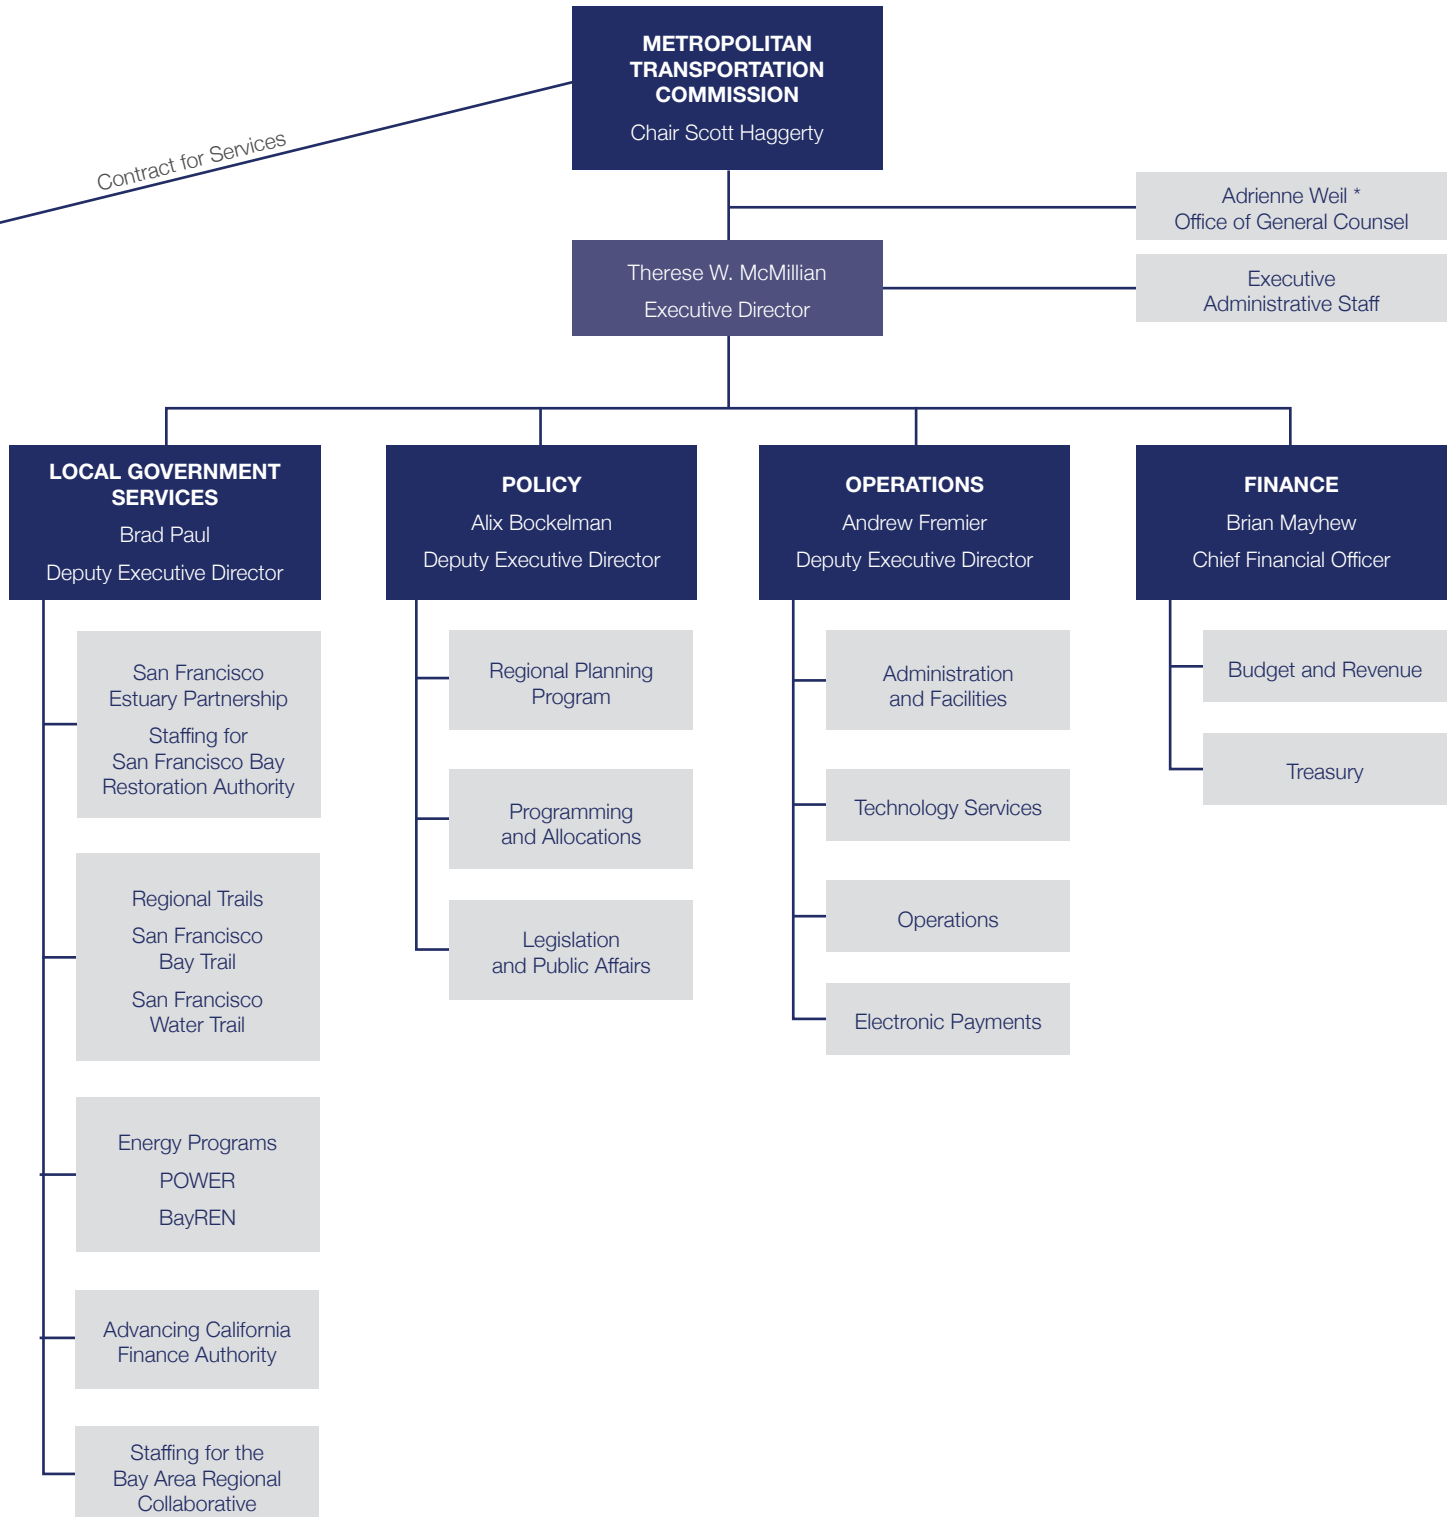 METROPOLITAN
TRANSPORTATION
COMMISSION
Chair Scott Haggerty
Contract for Services
Adrienne Weil *
Office of General Counsel
Therese W. McMillian
Executive Director
Executive
Administrative Staff
LOCAL GOVERNMENT
SERVICES
Brad Paul
Deputy Executive Director
San Francisco
Estuary Partnership
Staffing for
San Francisco Bay
Restoration Authority
Regional Trails
San Francisco
Bay Trail
San Francisco
Water Trail
Energy Programs
POWER
BayREN
Advancing California
Finance Authority
Staffing for the
Bay Area Regional
Collaborative
POLICY
Alix Bockelman
Deputy Executive Director
Regional Planning
Program
Programming
and Allocations
Legislation
and Public Affairs
OPERATIONS
Andrew Fremier
Deputy Executive Director
Administration
and Facilities
Technology Services
Operations
Electronic Payments
FINANCE
Brian Mayhew
Chief Financial Officer
Budget and Revenue
Treasury